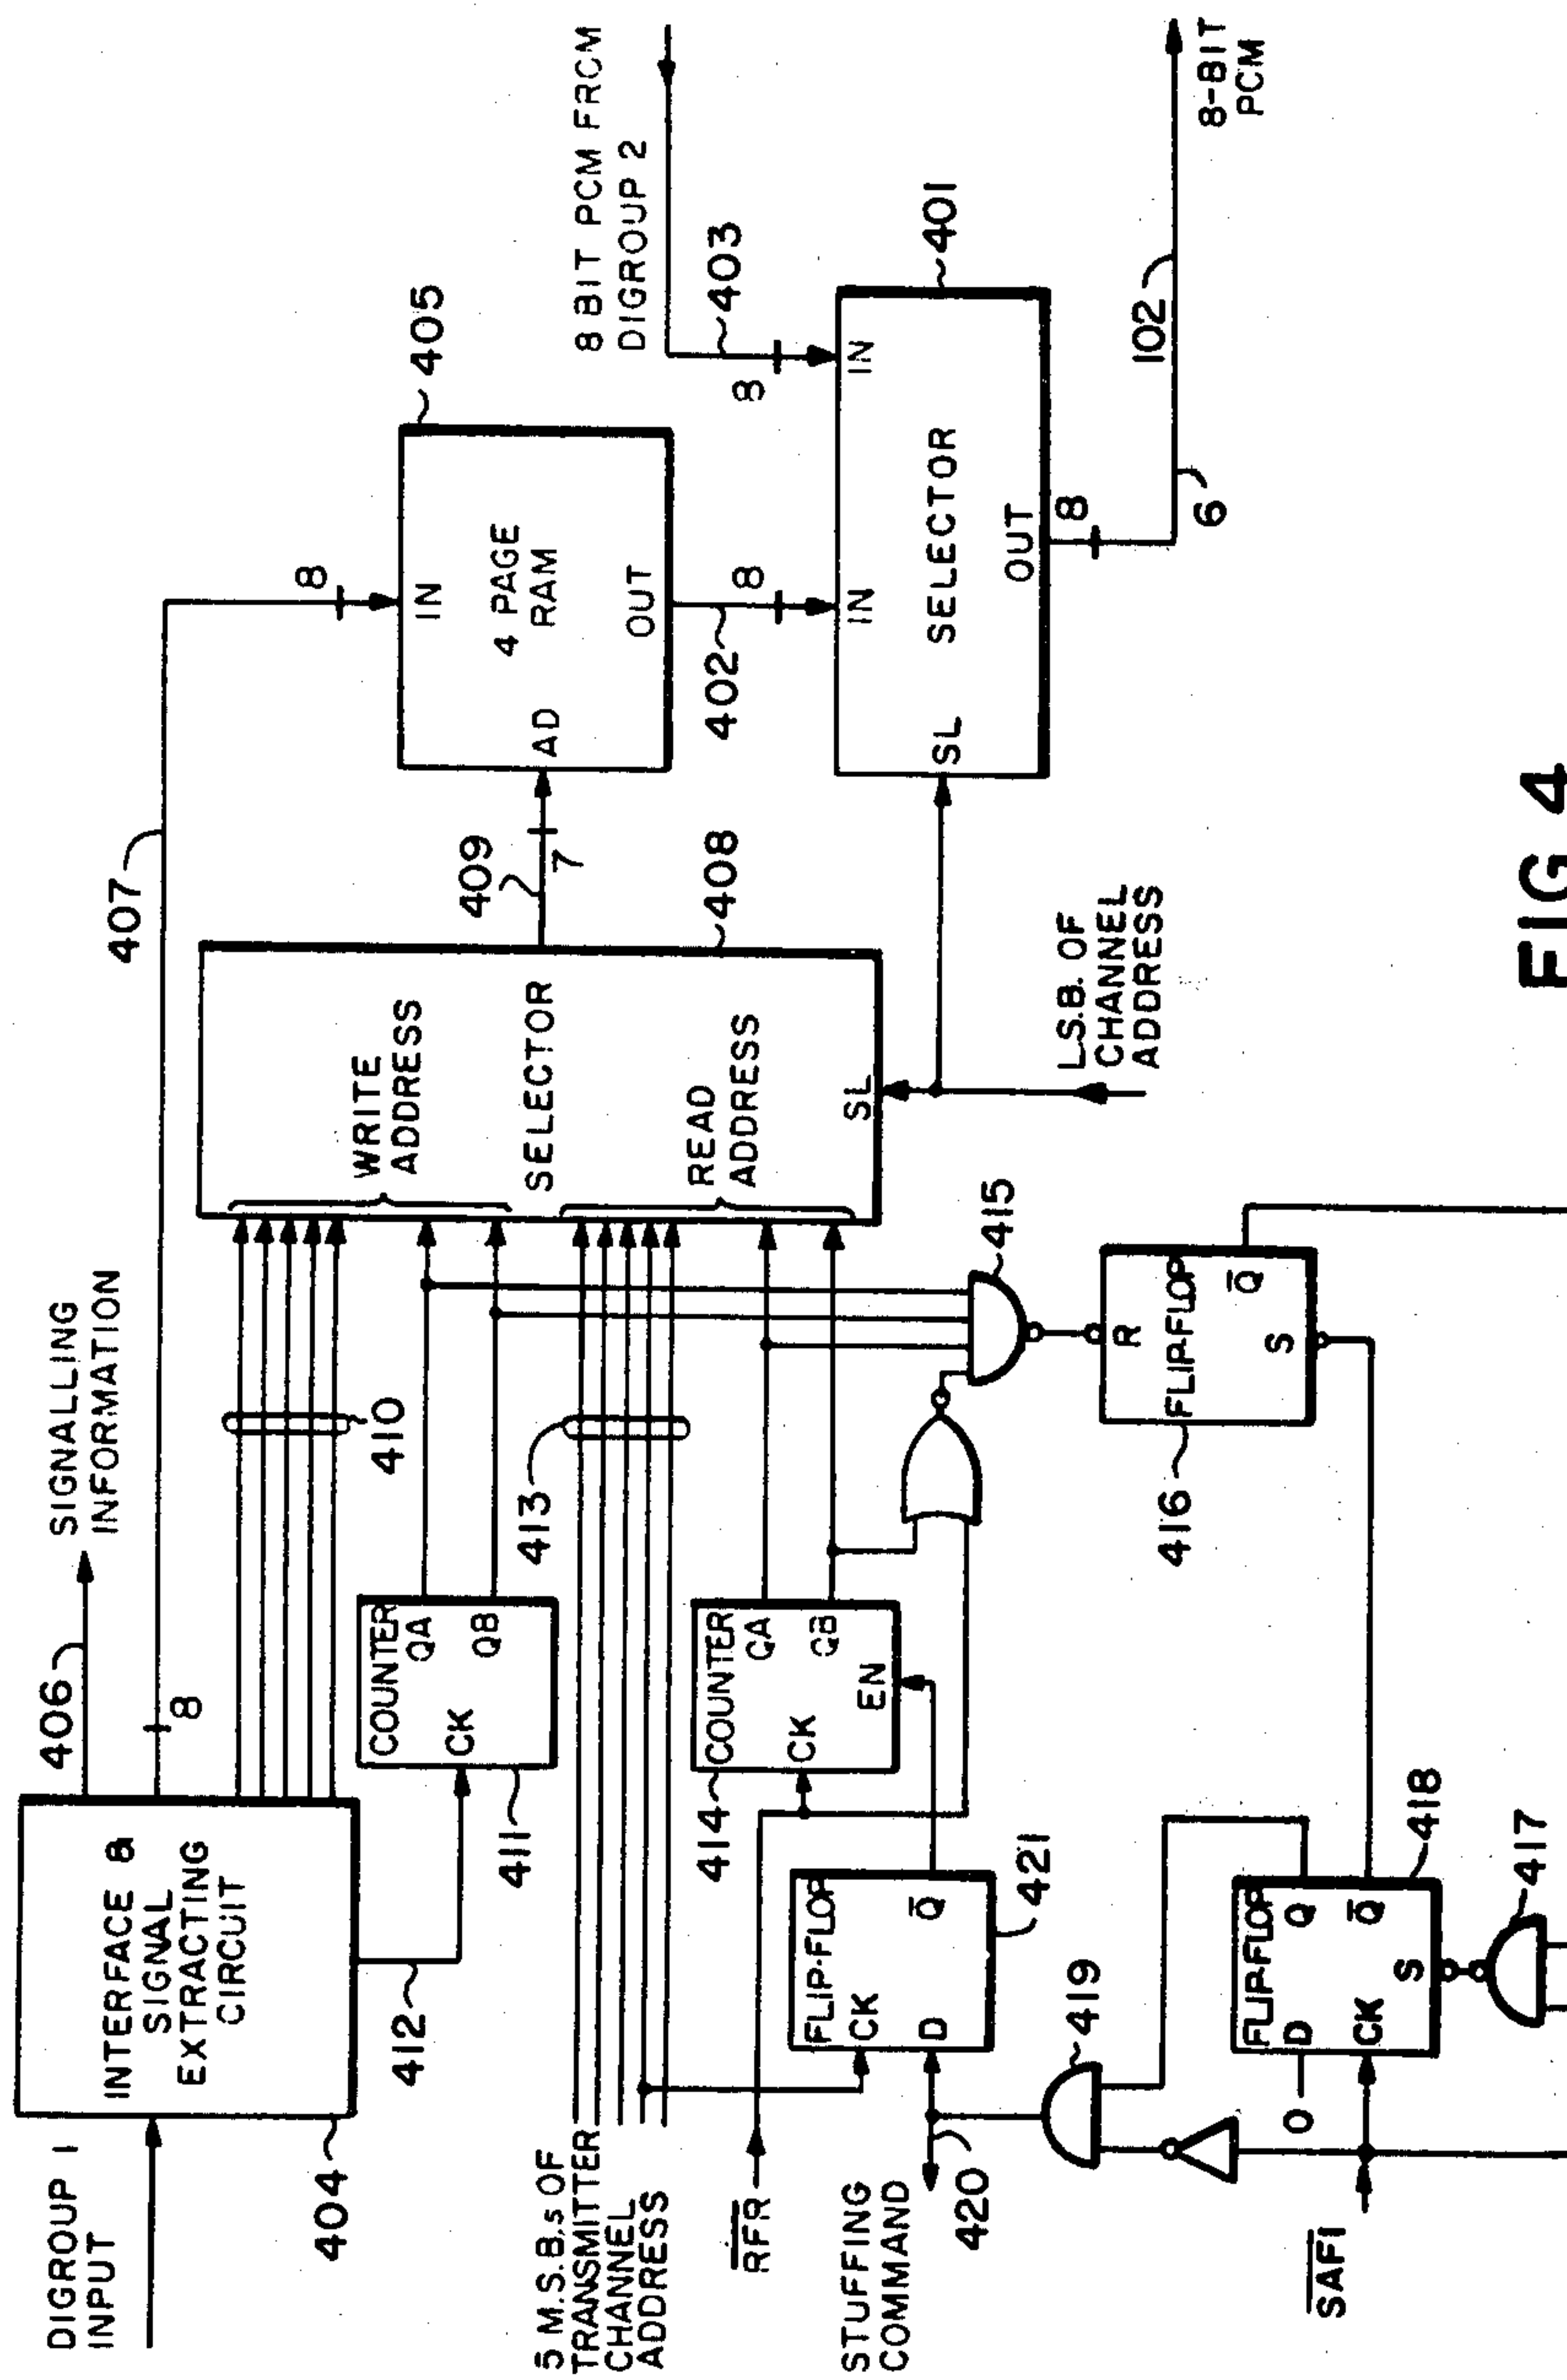 DIGROUP 1
INPUT
404
INTERFACE &
SIGNAL
EXTRACTING
CIRCUIT
406
SIGNALLING
INFORMATION
8
407
412
COUNTER
QA
QB
CK
411
410
5 M.S.B,s OF
TRANSMITTER
CHANNEL
ADDRESS
413
WRITE
ADDRESS
SELECTOR
READ
ADDRESS
SL
408
409
7
8
IN
4 PAGE
RAM
AD
OUT
405
402
8
8 BIT PCM FRCM
DIGROUP 2
403
8
IN
IN
SELECTOR
SL
OUT
401
8
6
102
8-BIT
PCM
L.S.B. OF
CHANNEL
ADDRESS
RFR
414
COUNTER
QA
QB
CK
EN
FLIP-FLOP
CK
D
Q
421
STUFFING
COMMAND
420
419
415
R
FLIP-FLOP
Q
S
416
SAF1
O
FLIP-FLOP
D
Q
CK
Q
S
418
417
FIG 4